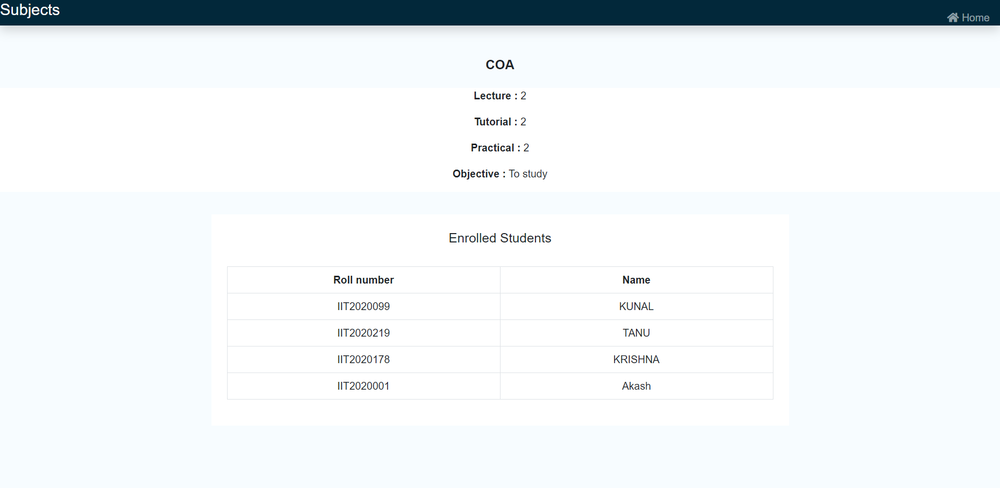 Subjects
Home
COA
Lecture : 2
Tutorial : 2
Practical : 2
Objective : To study
Enrolled Students
Roll number Name
IIT2020099 KUNAL
IIT2020219 TANU
IIT2020178 KRISHNA
IIT2020001 Akash